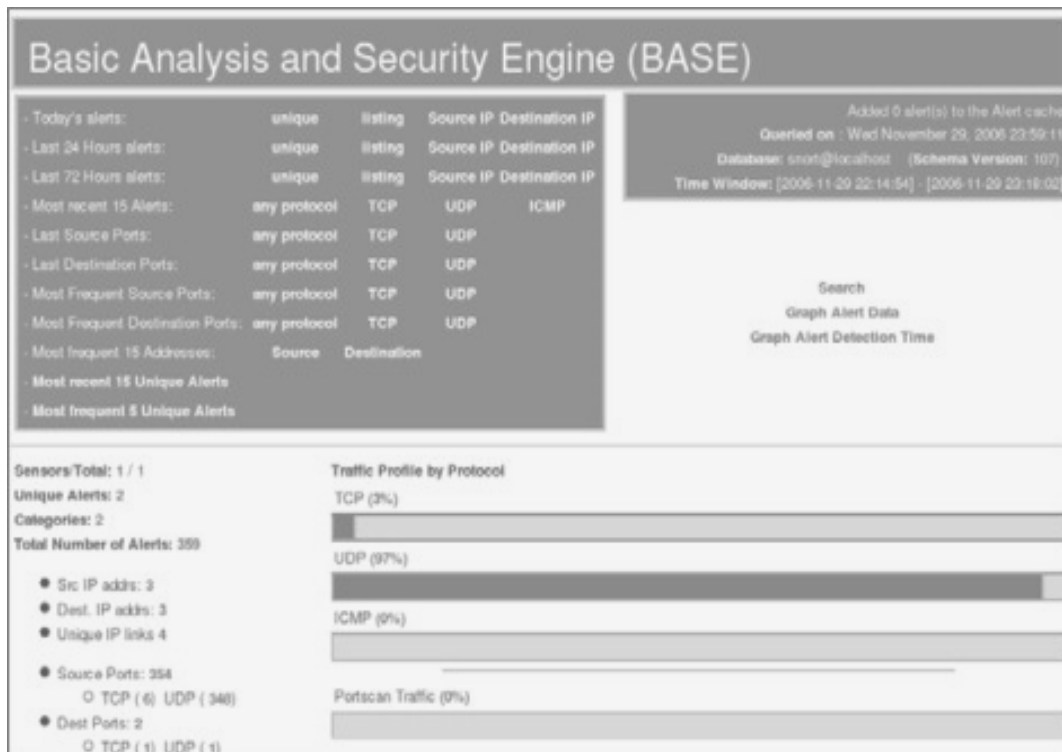 Basic Analysis and Security Engine (BASE)
- Today's alerts: unique listing Source IP Destination IP
- Last 24 Hours alerts: unique listing Source IP Destination IP
- Last 72 Hours alerts: unique listing Source IP Destination IP
- Most recent 15 Alerts: any protocol TCP UDP ICMP
- Last Source Ports: any protocol TCP UDP
- Last Destination Ports: any protocol TCP UDP
- Most Frequent Source Ports: any protocol TCP UDP
- Most Frequent Destination Ports: any protocol TCP UDP
- Most frequent 15 Addresses: Source Destination
- Most recent 15 Unique Alerts
- Most frequent 5 Unique Alerts
Added 0 alert(s) to the Alert cache
Queried on : Wed November 29, 2006 23:59:1
Database: snort@localhost (Schema Version: 107)
Time Window: [2006-11-29 22:14:54] - [2006-11-29 23:18:02]
Search
Graph Alert Data
Graph Alert Detection Time
Sensors/Total: 1 / 1
Unique Alerts: 2
Categories: 2
Total Number of Alerts: 359
Src IP addrs: 3
Dest. IP addrs: 3
Unique IP links 4
Source Ports: 354
TCP ( 6) UDP ( 348)
Dest Ports: 2
TCP ( 1) UDP ( 1)
Traffic Profile by Protocol
TCP (3%)
UDP (97%)
ICMP (0%)
Portscan Traffic (0%)